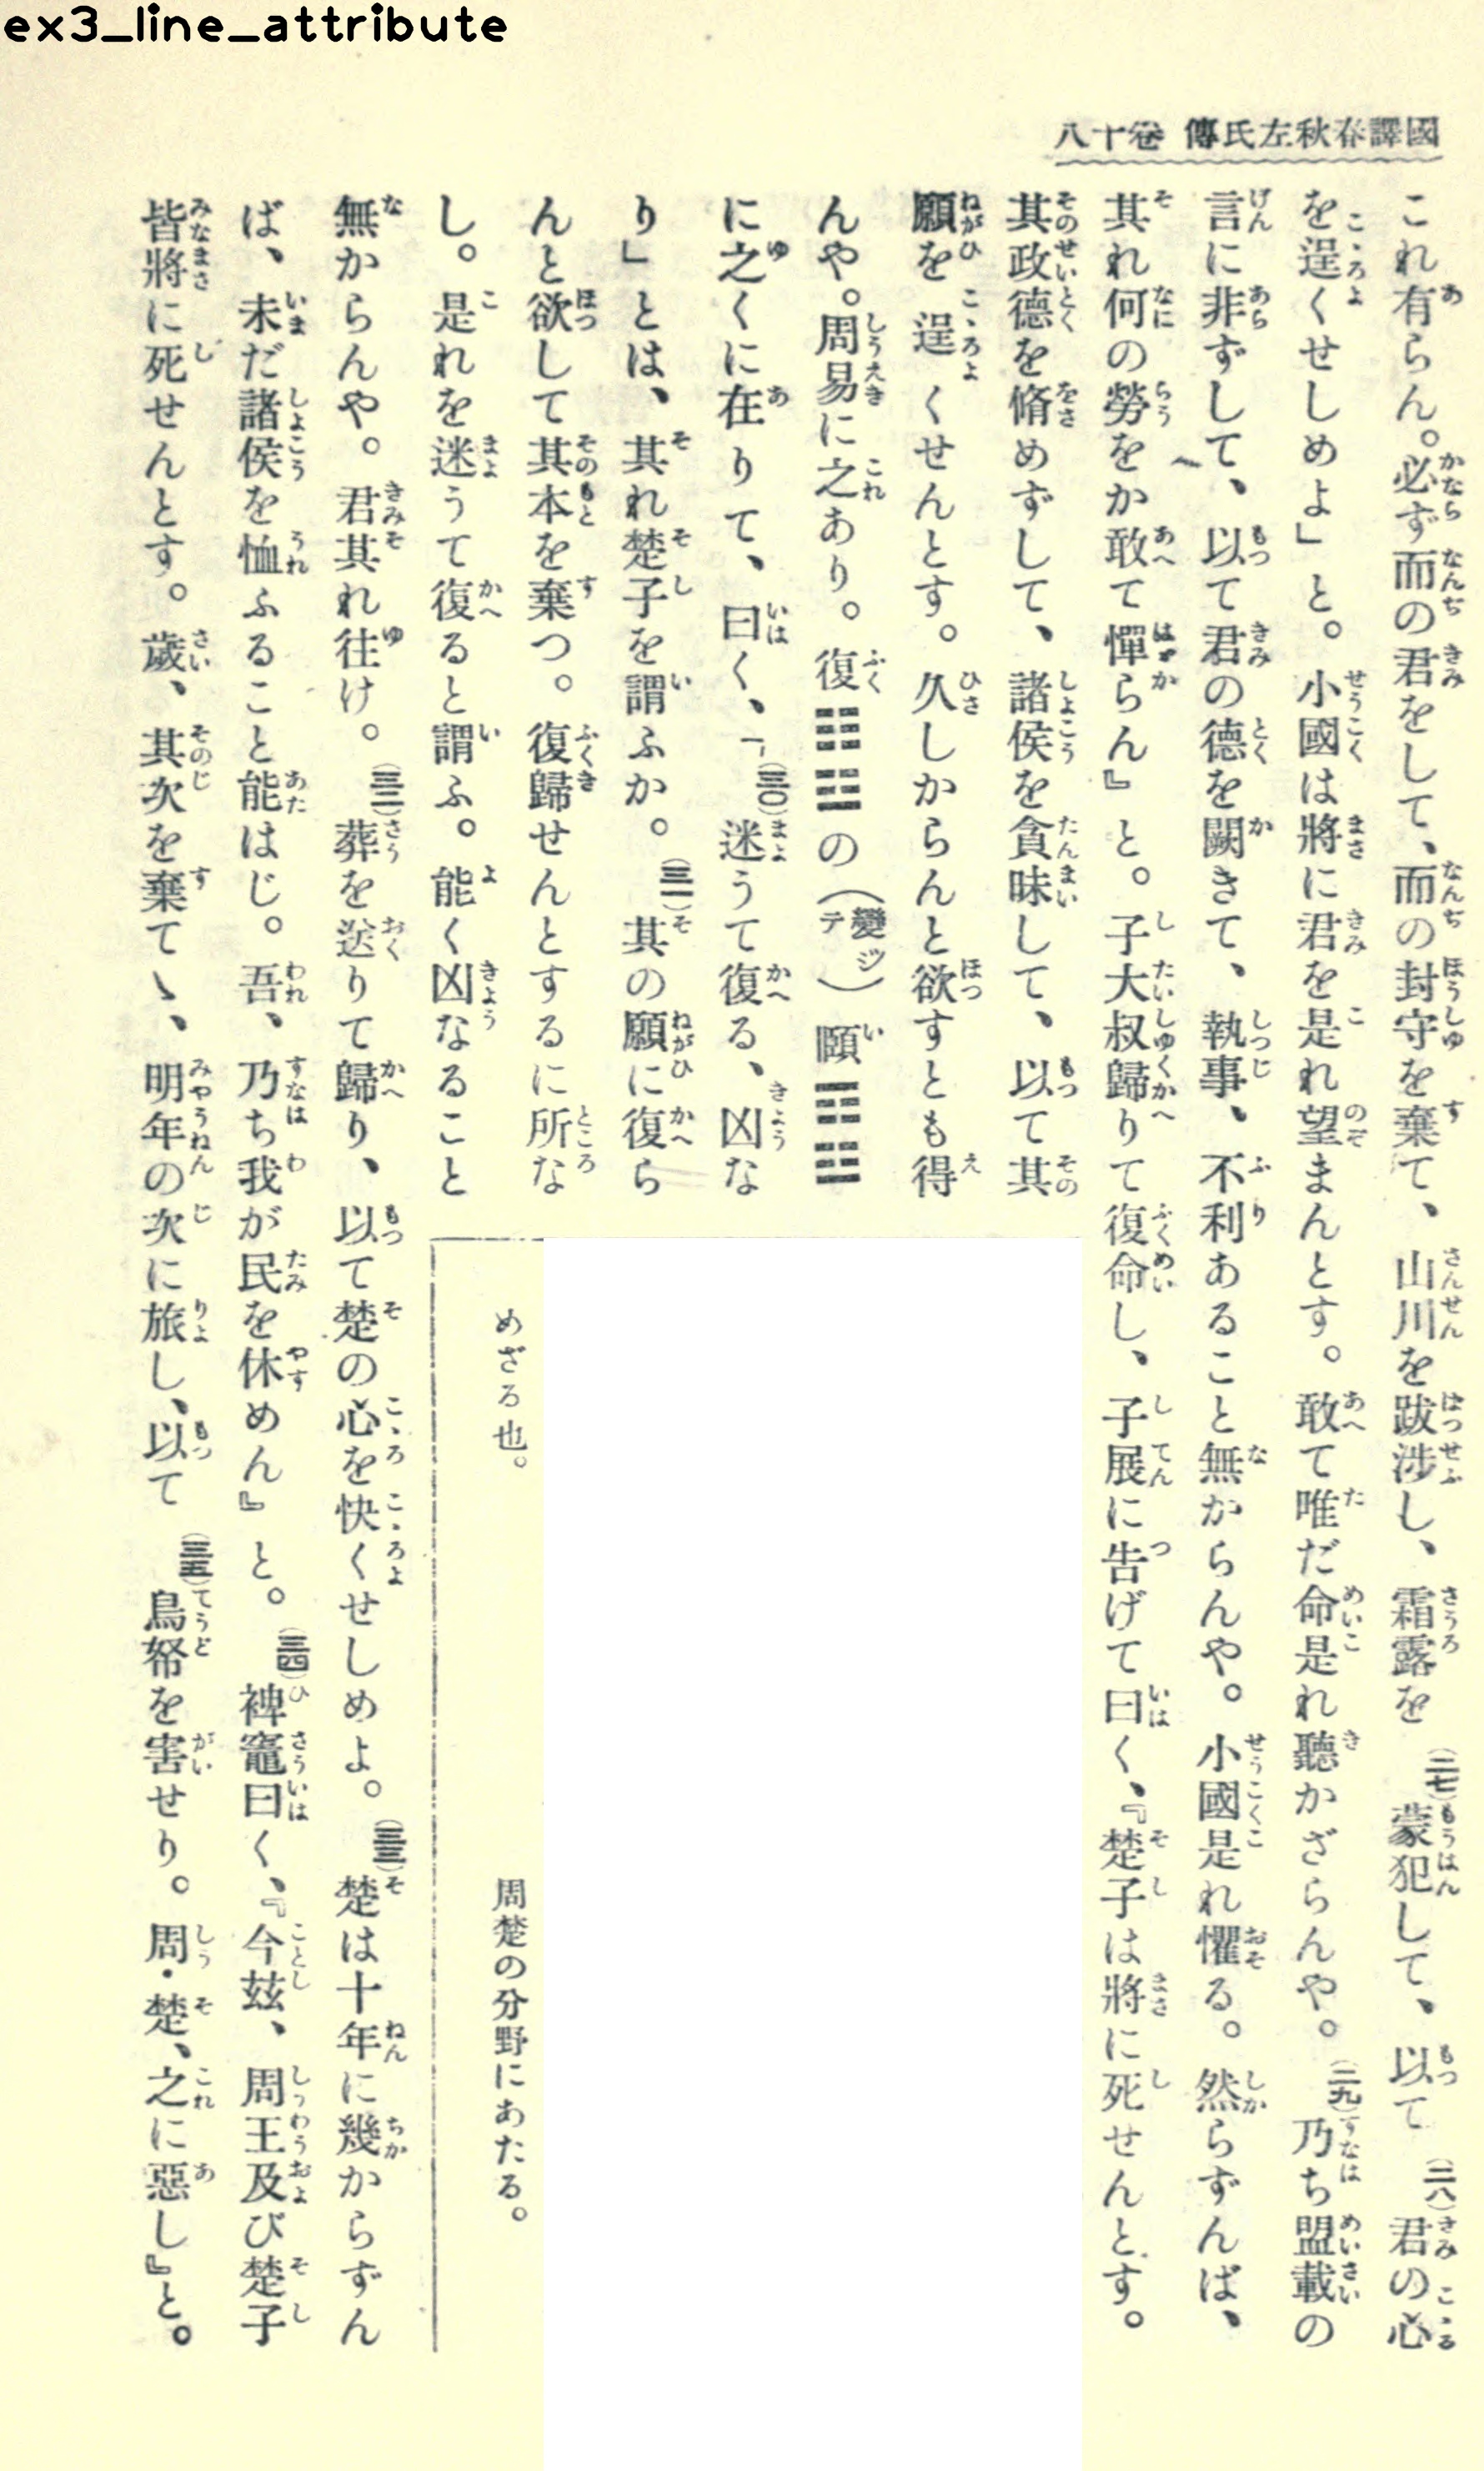 ex3_line_attribute
國譯春秋左氏傳 卷十八
これ有らん。必ず而の君をして、而の封守を棄て、山川を跋涉し、霜露を(二七)蒙犯して、以て(二八)君の心
を逞くせしめよ」と。小國は將に君を是れ望まんとす。敢て唯だ命是れ聽かざらんや。(二九)乃ち盟載の
言に非ずして、以て君の德を闕きて、執事、不利あること無からんや。小國是れ懼る。然らずんば、
其れ何の勞をか敢て憚らん』と。子大叔歸りて復命し、子展に告げて曰く、『楚子は將に死せんとす。
其政德を脩めずして、諸侯を貪昧して、以て其
願を逞くせんとす。久しからんと欲すとも得
んや。周易に之あり。復䷗の(變ジテ)頤䷚
に之くに在りて、曰く、「(三〇)迷うて復る、凶な
り」とは、其れ楚子を謂ふか。(三一)其の願に復ら
んと欲して其本を棄つ。復歸せんとするに所な
し。是れを迷うて復ると謂ふ。能く凶なること
無からんや。君其れ往け。(三二)葬を送りて歸り、以て楚の心を快くせしめよ。(三三)楚は十年に幾からずん
ば、未だ諸侯を恤ふること能はじ。吾、乃ち我が民を休めん』と。(三四)裨竈曰く、『今玆、周王及び楚子
皆將に死せんとす。歲、其次を棄てゝ、明年の次に旅し、以て(三五)鳥帑を害せり。周・楚、之に惡し』と。
めざる也。
周楚の分野にあたる。